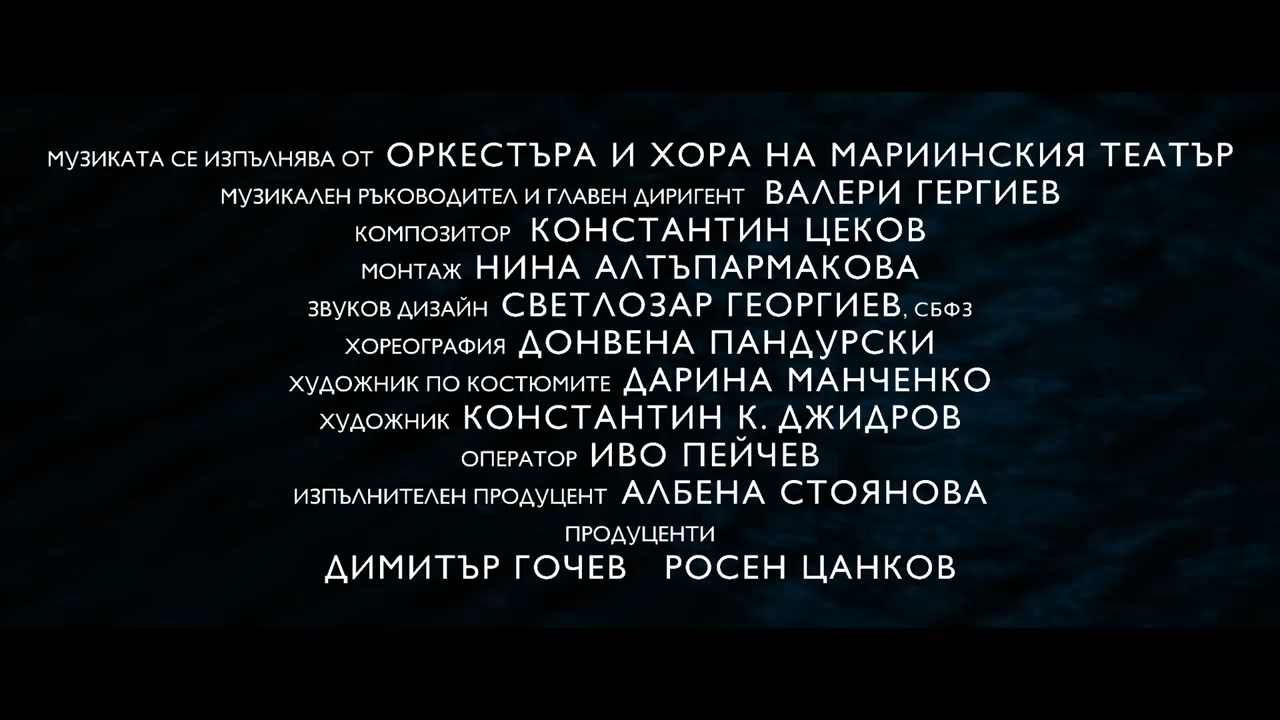 МУЗИКАТА СЕ ИЗПЪЛНЯВА ОТ ОРКЕСТЪРА И ХОРА НА МАРИИНСКИЯ ТЕАТЪР
МУЗИКАЛЕН РЪКОВОДИТЕЛ И ГЛАВЕН ДИРИГЕНТ ВАЛЕРИ ГЕРГИЕВ
КОМПОЗИТОР КОНСТАНТИН ЦЕКОВ
МОНТАЖ НИНА АЛТЪПАРМАКОВА
ЗВУКОВ ДИЗАЙН СВЕТЛОЗАР ГЕОРГИЕВ, СБФЗ
ХОРЕОГРАФИЯ ДОНВЕНА ПАНДУРСКИ
ХУДОЖНИК ПО КОСТЮМИТЕ ДАРИНА МАНЧЕНКО
ХУДОЖНИК КОНСТАНТИН К. ДЖИДРОВ
ОПЕРАТОР ИВО ПЕЙЧЕВ
ИЗПЪЛНИТЕЛЕН ПРОДУЦЕНТ АЛБЕНА СТОЯНОВА
ПРОДУЦЕНТИ
ДИМИТЪР ГОЧЕВ РОСЕН ЦАНКОВ